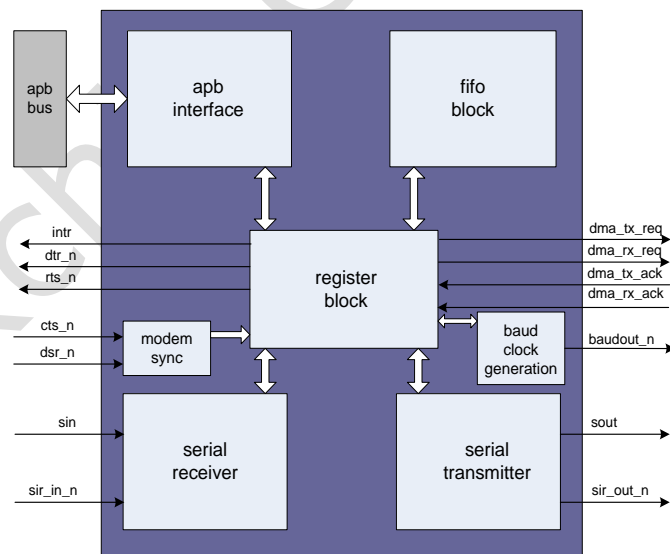 apb
bus
apb
interface
fifo
block
intr
dtr_n
rts_n
register
block
dma_tx_req
dma_rx_req
dma_tx_ack
dma_rx_ack
cts_n
dsr_n
modem
sync
baud
clock
generation
baudout_n
sin
sir_in_n
serial
receiver
serial
transmitter
sout
sir_out_n